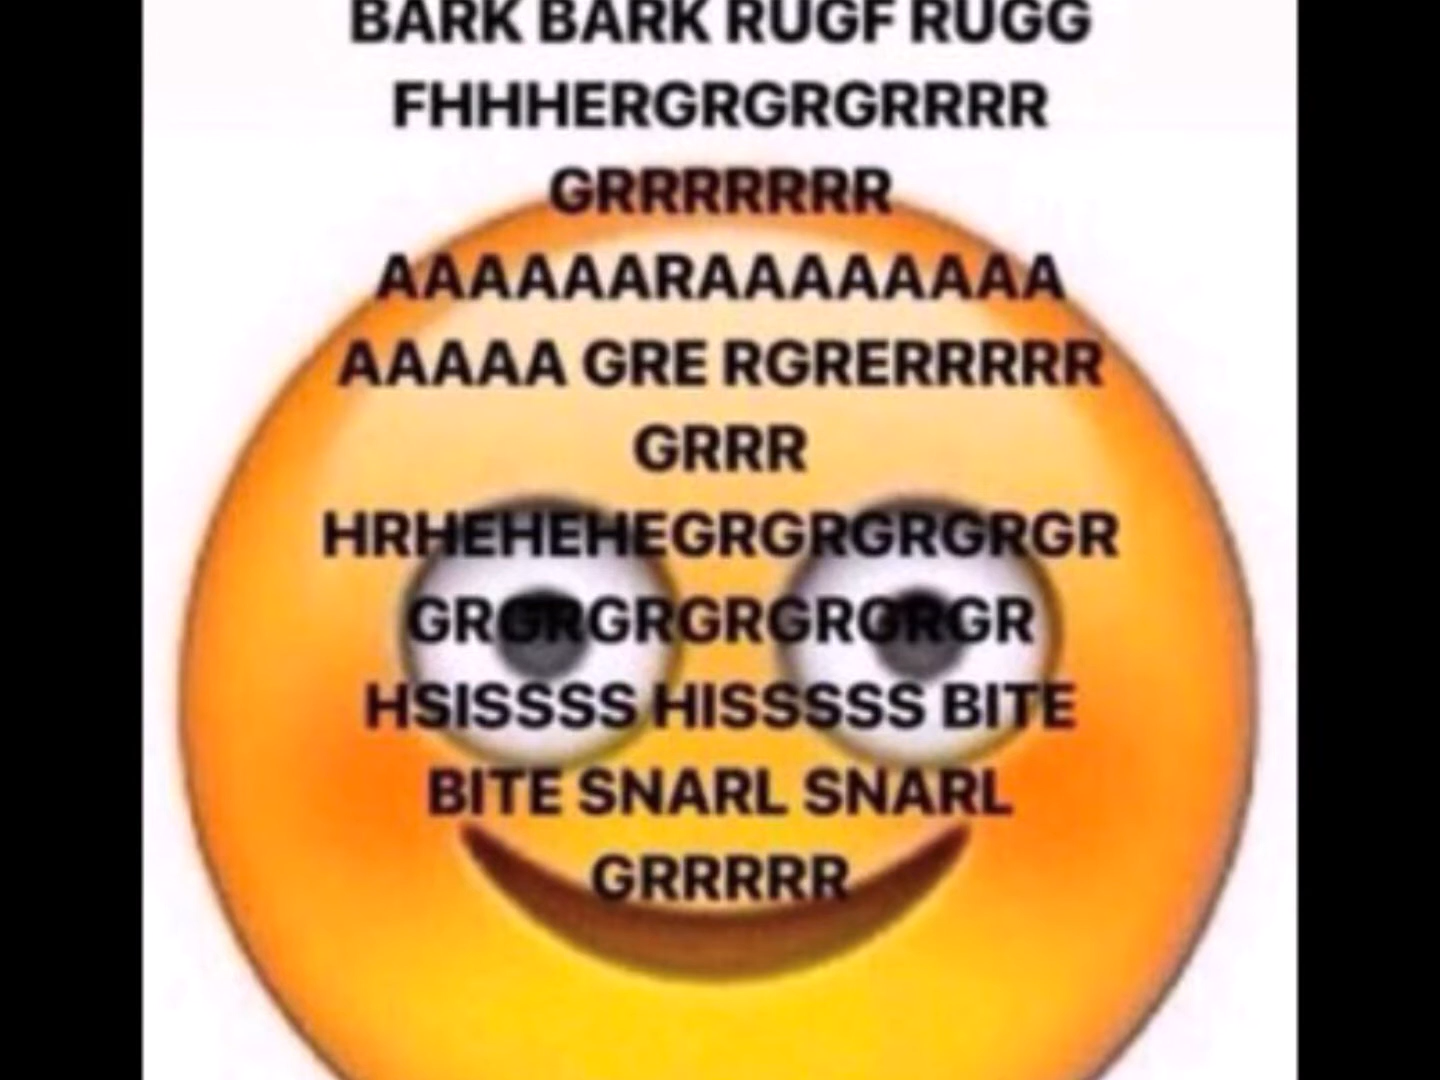 BARK BARK RUGF RUGG
FHHHERGRGRGRRRR
GRRRRRRR
AAAAAARAAAAAAAA
AAAAA GRE RGRERRRRR
GRRR
HRHEHEHEGRGRGRGRGR
GRGRGRGRGRGRGR
HSISSSS HISSSSS BITE
BITE SNARL SNARL
GRRRRR